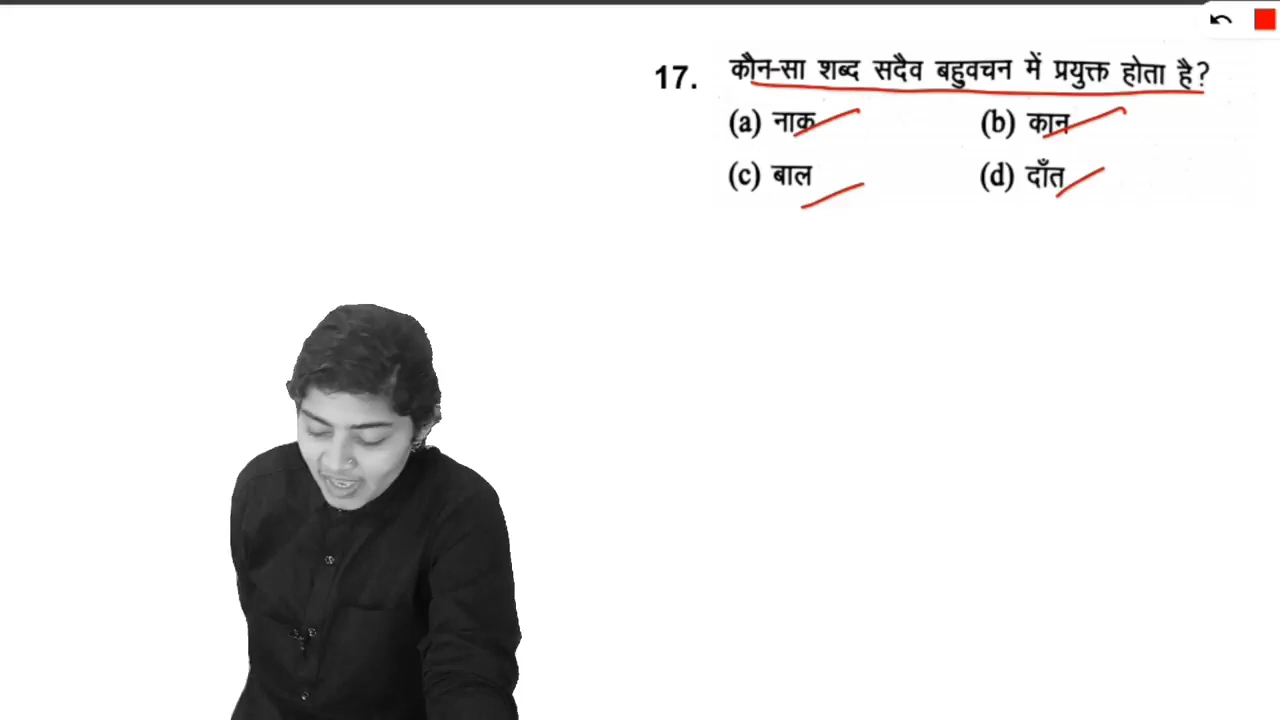 17. कौन-सा शब्द सदैव बहुवचन में प्रयुक्त होता है?
(a) नाक (b) कान
(c) बाल (d) दाँत